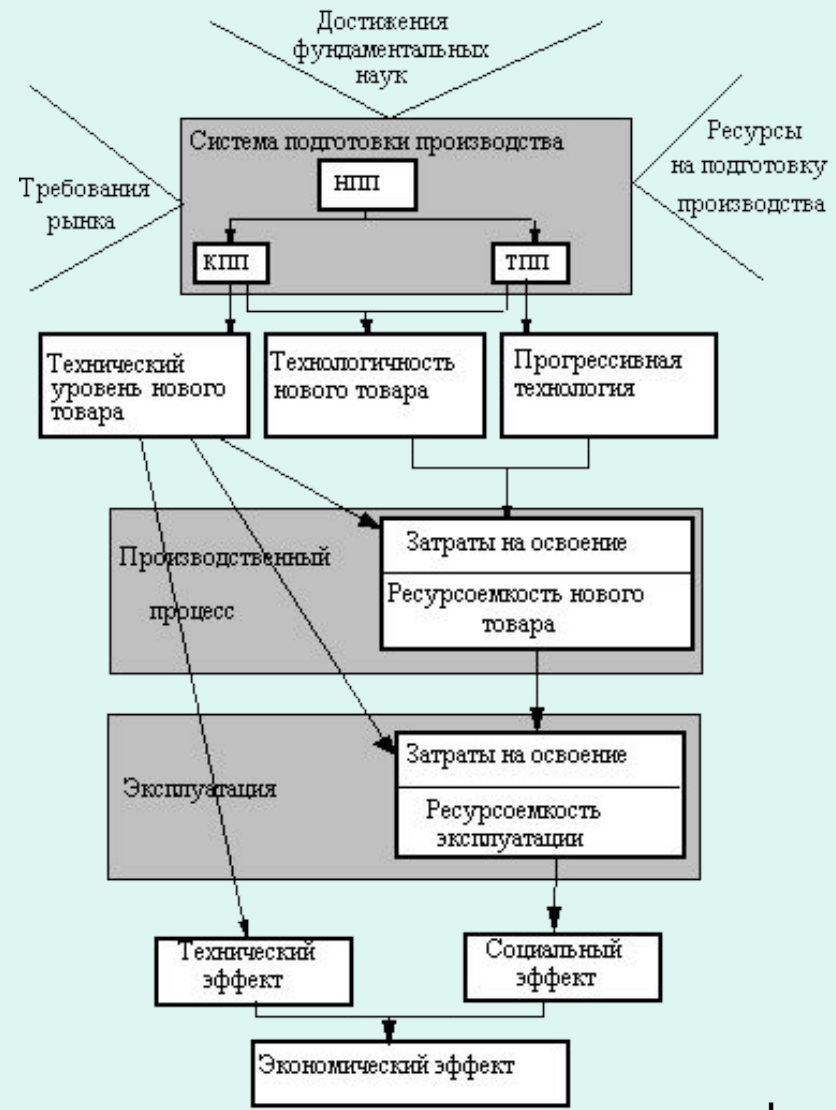 Достижения
фундаментальных
наук
Система подготовки производства
Ресурсы
на подготовку
производства
Требования
рынка
НПП
КПП
ТПП
Технический
уровень нового
товара
Технологичность
нового товара
Прогрессивная
технология
Производственный
процесс
Затраты на освоение
Ресурсоемкость нового
товара
Эксплуатация
Затраты на освоение
Ресурсоемкость
эксплуатации
Технический
эффект
Социальный
эффект
Экономический эффект